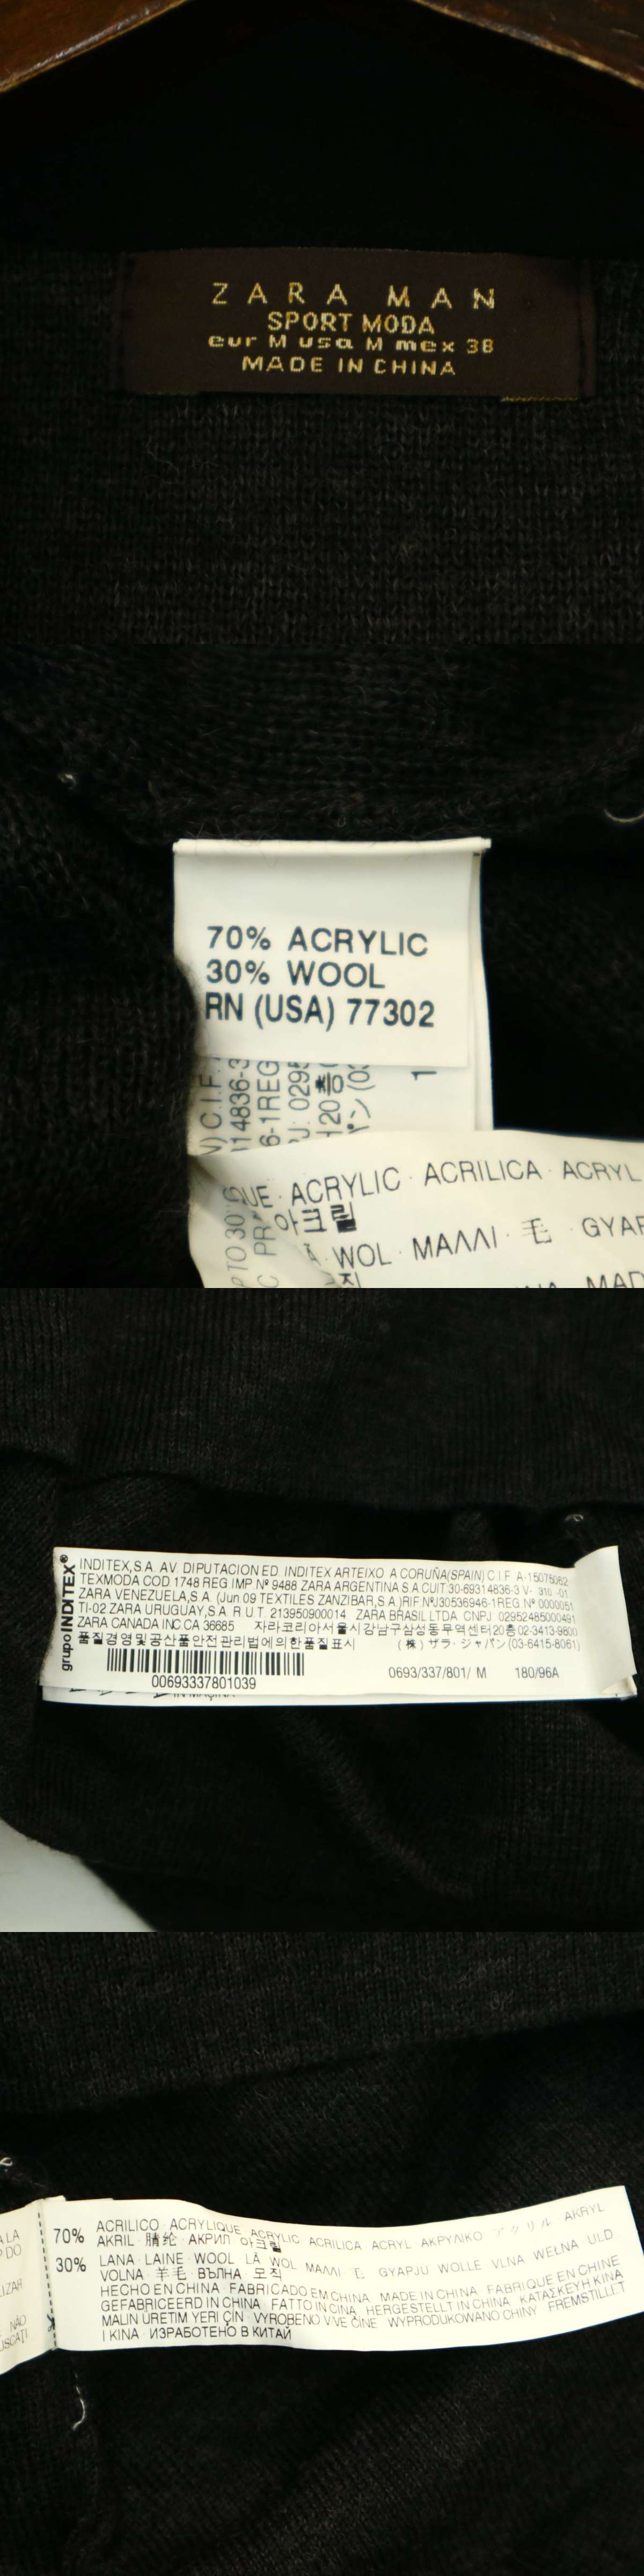 ZARA MAN
SPORT MODA
eur M usa M mex 38
MADE IN CHINA
70% ACRYLIC
30% WOOL
RN (USA) 77302
UE · ACRYLIC · ACRILICA · ACRYL
아크릴
WOL · ΜΑΛΛΙ · 毛 · GYAP
직
grupo INDITEX®
INDITEX,S.A. AV. DIPUTACION ED. INDITEX ARTEIXO A CORUÑA(SPAIN) C.I.F. A-15075062
TEXMODA COD 1748 REG IMP.Nº 9488 ZARA ARGENTINA S.A.CUIT 30-69314836-3 V- 310 -01
ZARA VENEZUELA,S.A. (Jun 09 TEXTILES ZANZIBAR,S.A.)RIF NºJ30536946-1REG Nº 0000051
TI-02 ZARA URUGUAY,S.A R.U.T. 213950900014 ZARA BRASIL LTDA CNPJ 02952485000491
ZARA CANADA INC CA 36685 자라코리아서울시강남구삼성동무역센터20층02-3413-9800
품질경영및공산품안전관리법에의한품질표시 (株) ザラ·ジャパン(03-6415-8061)
00693337801039 0693/337/801/ M 180/96A
70% ACRILICO · ACRYLIQUE · ACRYLIC · ACRILICA · ACRYL · ΑΚΡΥΛΙΚΟ · アクリル · AKRYL
AKRIL · 腈纶 · АКРИЛ · 아크릴
30% LANA · LAINE · WOOL · LÃ · WOL · ΜΑΛΛΙ · 毛 · GYAPJU · WOLLE · VLNA · WEŁNA · ULD
VOLNA · 羊毛 · ВЪЛНА · 모직
HECHO EN CHINA · FABRICADO EM CHINA · MADE IN CHINA · FABRIQUE EN CHINE
GEFABRICEERD IN CHINA · FATTO IN CINA · HERGESTELLT IN CHINA · ΚΑΤΑΣΚΕΥΗ ΚΙΝΑ
MALIN ÜRETIM YERI ÇIN · VYROBENO V/VE ČINE · WYPRODUKOWANO CHINY · FREMSTILLET
I KINA · ИЗРАБОТЕНО В КИТАЙ